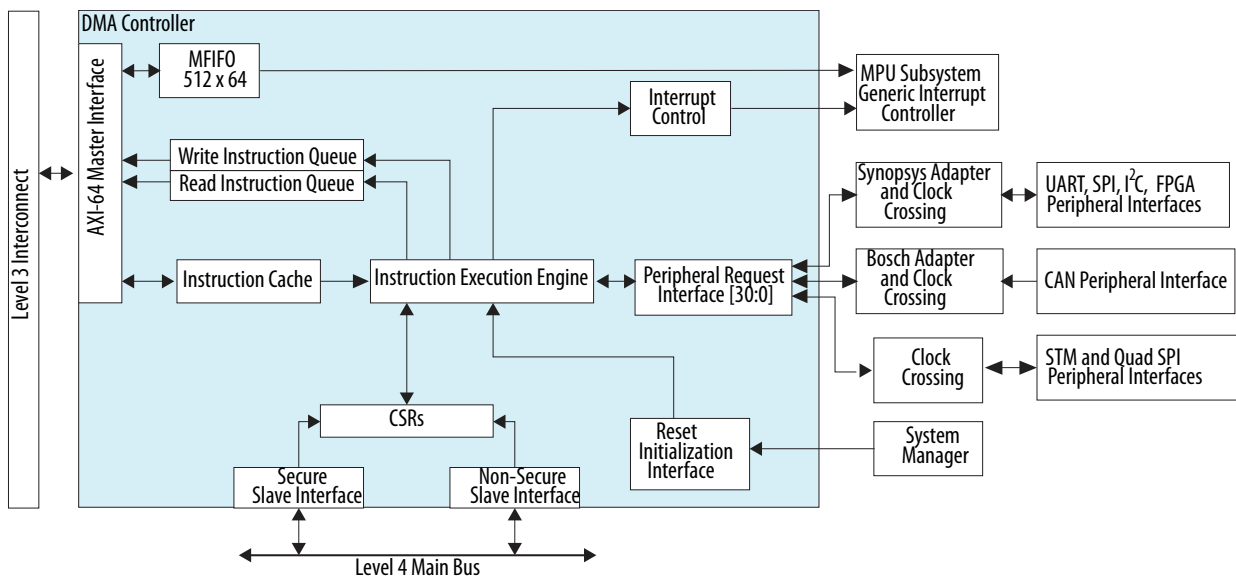 DMA Controller
Level 3 Interconnect
AXI-64 Master Interface
MFIFO
512 x 64
MPU Subsystem
Generic Interrupt
Controller
Interrupt
Control
Write Instruction Queue
Read Instruction Queue
Synopsys Adapter
and Clock
Crossing
UART, SPI, I²C, FPGA
Peripheral Interfaces
Instruction Cache
Instruction Execution Engine
Peripheral Request
Interface [30:0]
Bosch Adapter
and Clock
Crossing
CAN Peripheral Interface
Clock
Crossing
STM and Quad SPI
Peripheral Interfaces
CSRs
Reset
Initialization
Interface
System
Manager
Secure
Slave Interface
Non-Secure
Slave Interface
Level 4 Main Bus